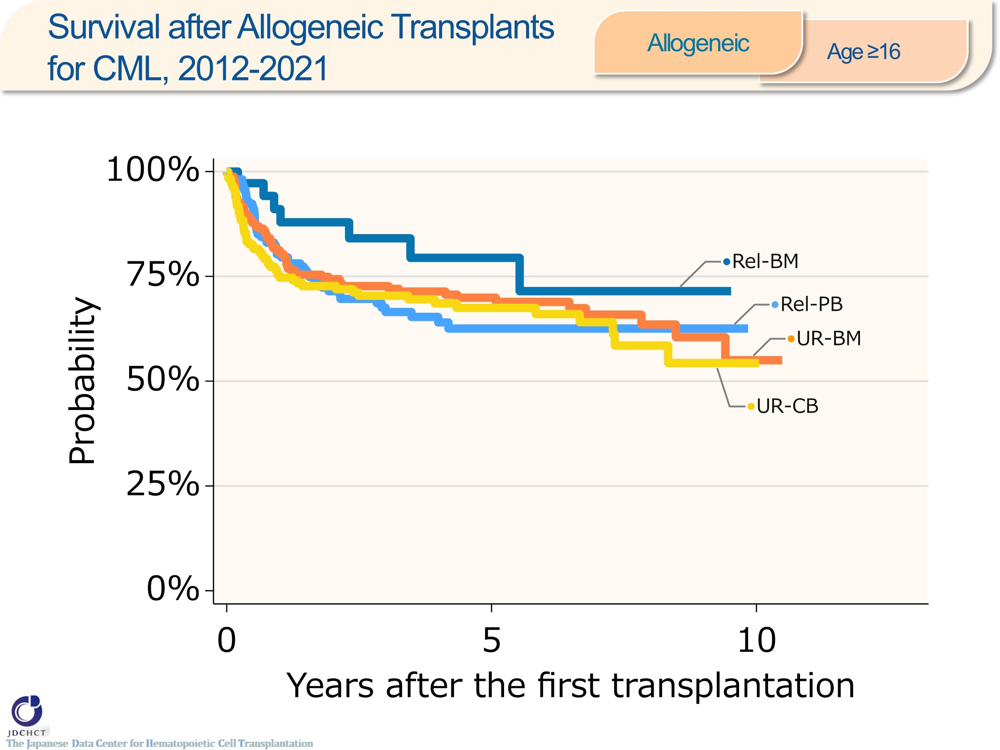 Survival after Allogeneic Transplants
for CML, 2012-2021
Allogeneic
Age ≥16
100%
75%
50%
25%
0%
Probability
Rel-BM
Rel-PB
UR-BM
UR-CB
0
5
10
Years after the first transplantation
JDCHCT
The Japanese Data Center for Hematopoietic Cell Transplantation